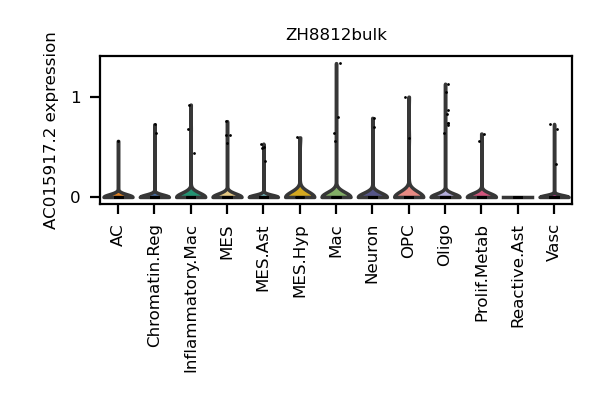 ZH8812bulk
AC015917.2 expression
1
0
AC
Chromatin.Reg
Inflammatory.Mac
MES
MES.Ast
MES.Hyp
Mac
Neuron
OPC
Oligo
Prolif.Metab
Reactive.Ast
Vasc